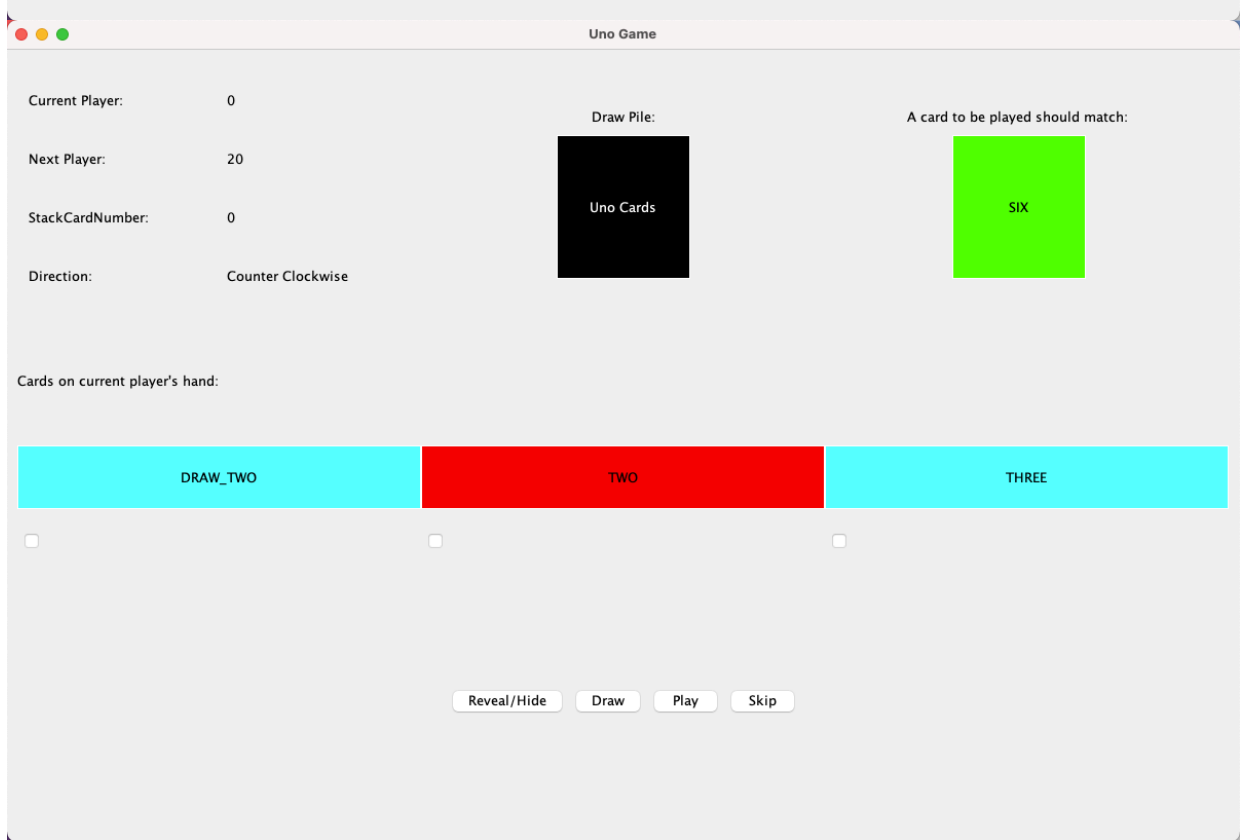 Uno Game
Current Player: 0
Next Player: 20
StackCardNumber: 0
Direction: Counter Clockwise
Draw Pile:
Uno Cards
A card to be played should match:
SIX
Cards on current player's hand:
DRAW_TWO TWO THREE
Reveal/Hide Draw Play Skip